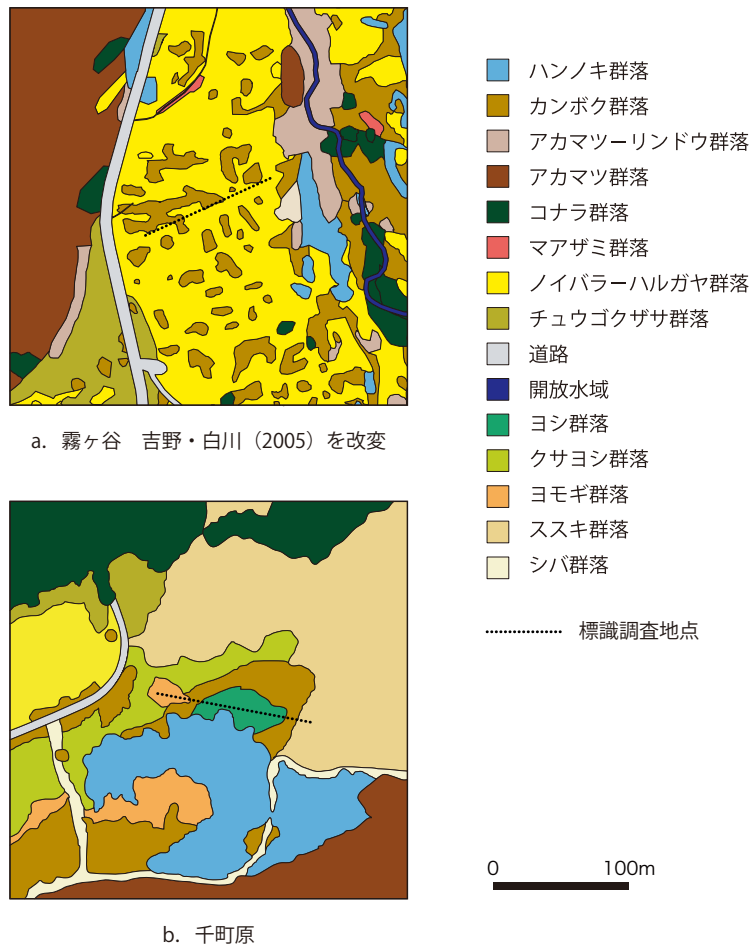 ハンノキ群落
カンボク群落
アカマツーリンドウ群落
アカマツ群落
コナラ群落
マアザミ群落
ノイバラーハルガヤ群落
チュウゴクザサ群落
道路
開放水域
ヨシ群落
クサヨシ群落
ヨモギ群落
ススキ群落
シバ群落
標識調査地点
0 100m
a. 霧ヶ谷 吉野・白川（2005）を改変
b. 千町原